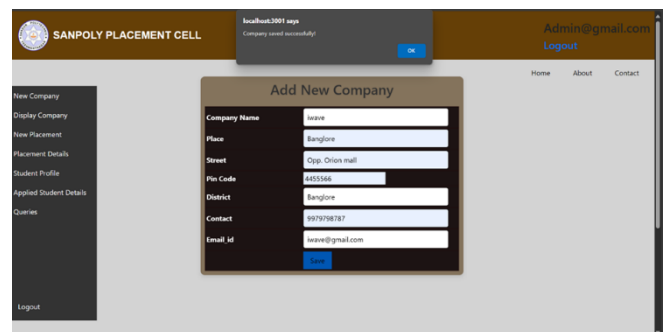 localhost:3001 says
Company saved successfully!
OK
SANPOLY PLACEMENT CELL
Admin@gmail.com
Logout
Home About Contact
New Company
Display Company
New Placement
Placement Details
Student Profile
Applied Student Details
Queries
Logout
Add New Company
Company Name iwave
Place Banglore
Street Opp. Orion mall
Pin Code 4455566
District Banglore
Contact 9979798787
Email_id iwave@gmail.com
Save